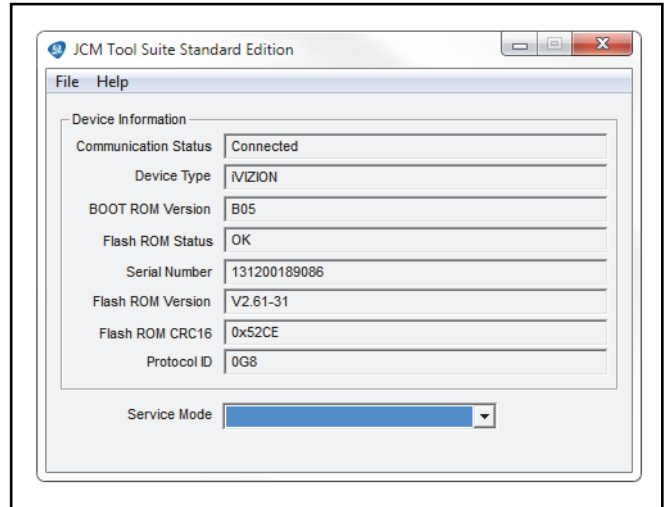 JCM Tool Suite Standard Edition
File Help
Device Information
Communication Status Connected
Device Type iVIZION
BOOT ROM Version B05
Flash ROM Status OK
Serial Number 131200189086
Flash ROM Version V2.61-31
Flash ROM CRC16 0x52CE
Protocol ID 0G8
Service Mode